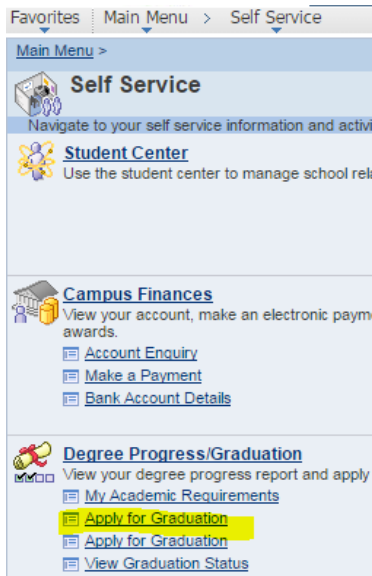 Favorites Main Menu > Self Service
Main Menu >
Self Service
Navigate to your self service information and activi
Student Center
Use the student center to manage school rel
Campus Finances
View your account, make an electronic paym
awards.
Account Enquiry
Make a Payment
Bank Account Details
Degree Progress/Graduation
View your degree progress report and apply
My Academic Requirements
Apply for Graduation
Apply for Graduation
View Graduation Status